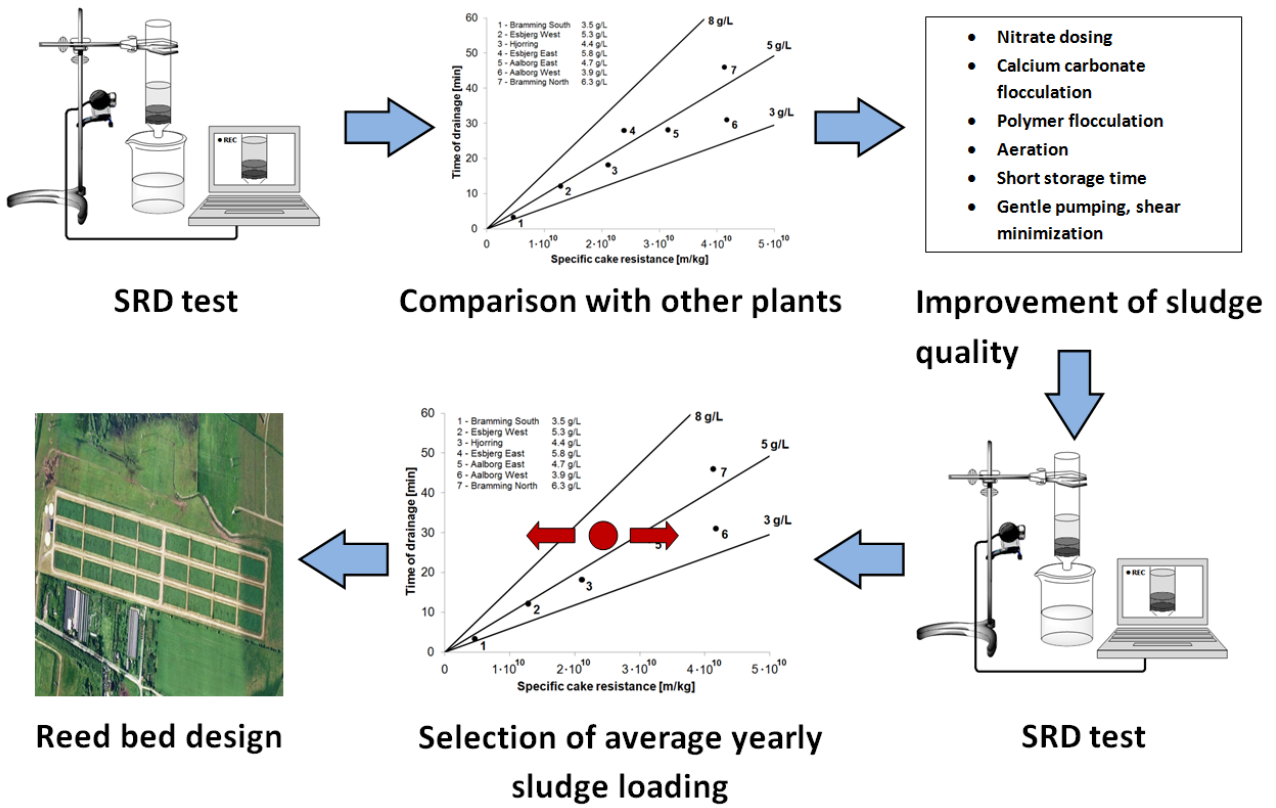 ● REC
SRD test
Time of drainage [min]
60
50
40
30
20
10
0
1 - Bramming South 3.5 g/L
2 - Esbjerg West 5.3 g/L
3 - Hjorring 4.4 g/L
4 - Esbjerg East 5.8 g/L
5 - Aalborg East 4.7 g/L
6 - Aalborg West 3.9 g/L
7 - Bramming North 6.3 g/L
8 g/L
5 g/L
3 g/L
7
4
5
6
3
2
1
0 1·10¹⁰ 2·10¹⁰ 3·10¹⁰ 4·10¹⁰ 5·10¹⁰
Specific cake resistance [m/kg]
Comparison with other plants
• Nitrate dosing
• Calcium carbonate
flocculation
• Polymer flocculation
• Aeration
• Short storage time
• Gentle pumping, shear
minimization
Improvement of sludge
quality
● REC
SRD test
Time of drainage [min]
60
50
40
30
20
10
0
1 - Bramming South 3.5 g/L
2 - Esbjerg West 5.3 g/L
3 - Hjorring 4.4 g/L
4 - Esbjerg East 5.8 g/L
5 - Aalborg East 4.7 g/L
6 - Aalborg West 3.9 g/L
7 - Bramming North 6.3 g/L
8 g/L
5 g/L
3 g/L
7
5
6
3
2
1
0 1·10¹⁰ 2·10¹⁰ 3·10¹⁰ 4·10¹⁰ 5·10¹⁰
Specific cake resistance [m/kg]
Selection of average yearly
sludge loading
Reed bed design